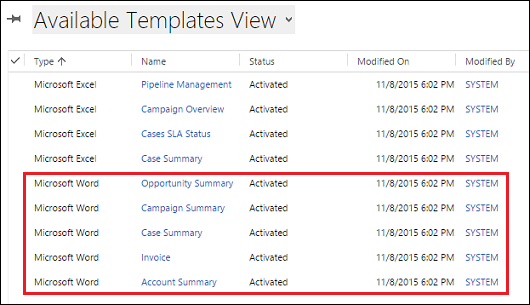 Available Templates View
Type Name Status Modified On Modified By
Microsoft Excel Pipeline Management Activated 11/8/2015 6:02 PM SYSTEM
Microsoft Excel Campaign Overview Activated 11/8/2015 6:02 PM SYSTEM
Microsoft Excel Cases SLA Status Activated 11/8/2015 6:02 PM SYSTEM
Microsoft Excel Case Summary Activated 11/8/2015 6:02 PM SYSTEM
Microsoft Word Opportunity Summary Activated 11/8/2015 6:02 PM SYSTEM
Microsoft Word Campaign Summary Activated 11/8/2015 6:02 PM SYSTEM
Microsoft Word Case Summary Activated 11/8/2015 6:02 PM SYSTEM
Microsoft Word Invoice Activated 11/8/2015 6:02 PM SYSTEM
Microsoft Word Account Summary Activated 11/8/2015 6:02 PM SYSTEM